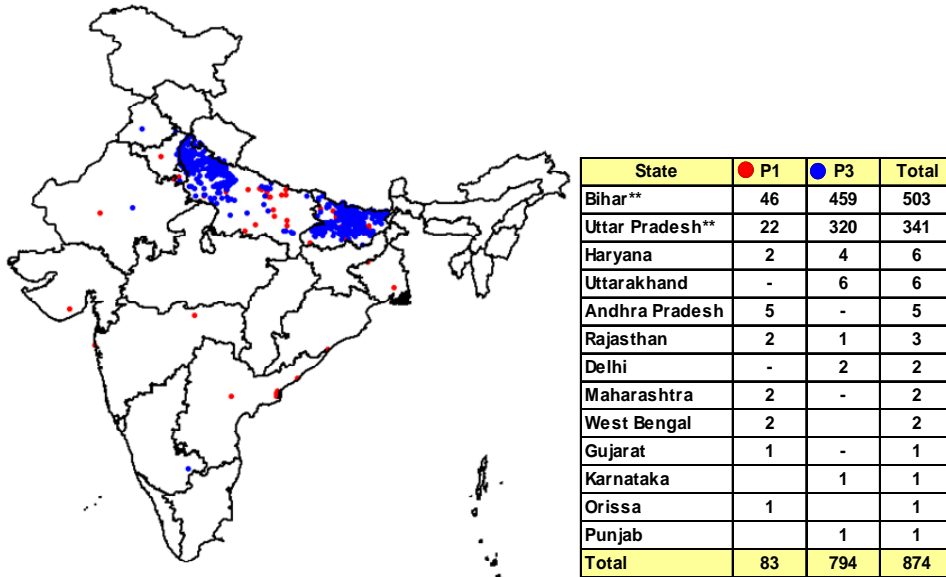 State P1 P3 Total
Bihar** 46 459 503
Uttar Pradesh** 22 320 341
Haryana 2 4 6
Uttarakhand - 6 6
Andhra Pradesh 5 - 5
Rajasthan 2 1 3
Delhi - 2 2
Maharashtra 2 - 2
West Bengal 2 2
Gujarat 1 - 1
Karnataka 1 1
Orissa 1 1
Punjab 1 1
Total 83 794 874